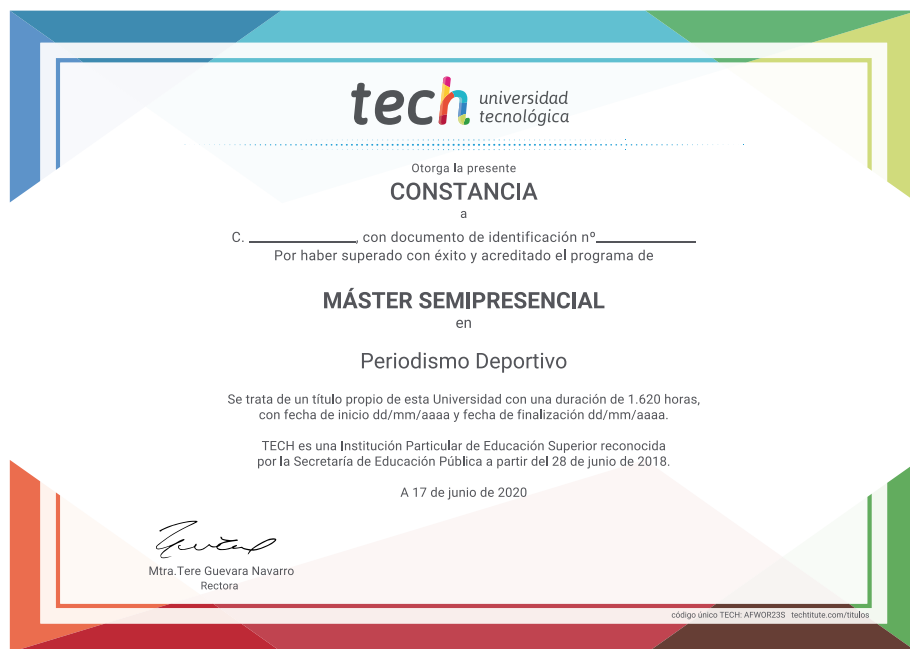 tech universidad
tecnológica
Otorga la presente
CONSTANCIA
a
C. ____________, con documento de identificación nº____________
Por haber superado con éxito y acreditado el programa de
MÁSTER SEMIPRESENCIAL
en
Periodismo Deportivo
Se trata de un título propio de esta Universidad con una duración de 1.620 horas,
con fecha de inicio dd/mm/aaaa y fecha de finalización dd/mm/aaaa.
TECH es una Institución Particular de Educación Superior reconocida
por la Secretaría de Educación Pública a partir del 28 de junio de 2018.
A 17 de junio de 2020
Mtra.Tere Guevara Navarro
Rectora
código único TECH: AFWOR23S techtitute.com/titulos